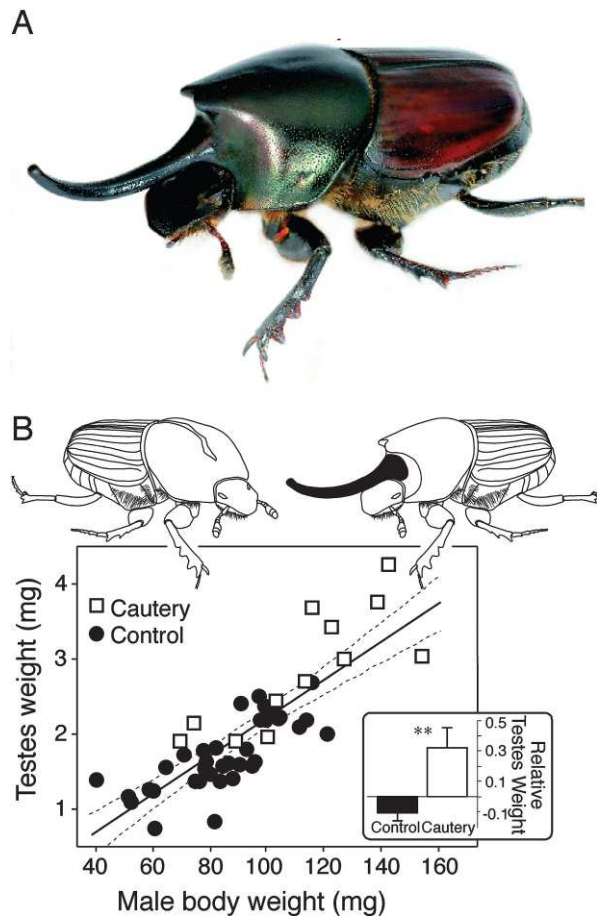 A
B
4
3
2
1
Testes weight (mg)
Cautery
Control
40
60
80
100
120
140
160
Male body weight (mg)
**
0.5
0.3
0.1
-0.1
Relative
Testes Weight
Control Cautery